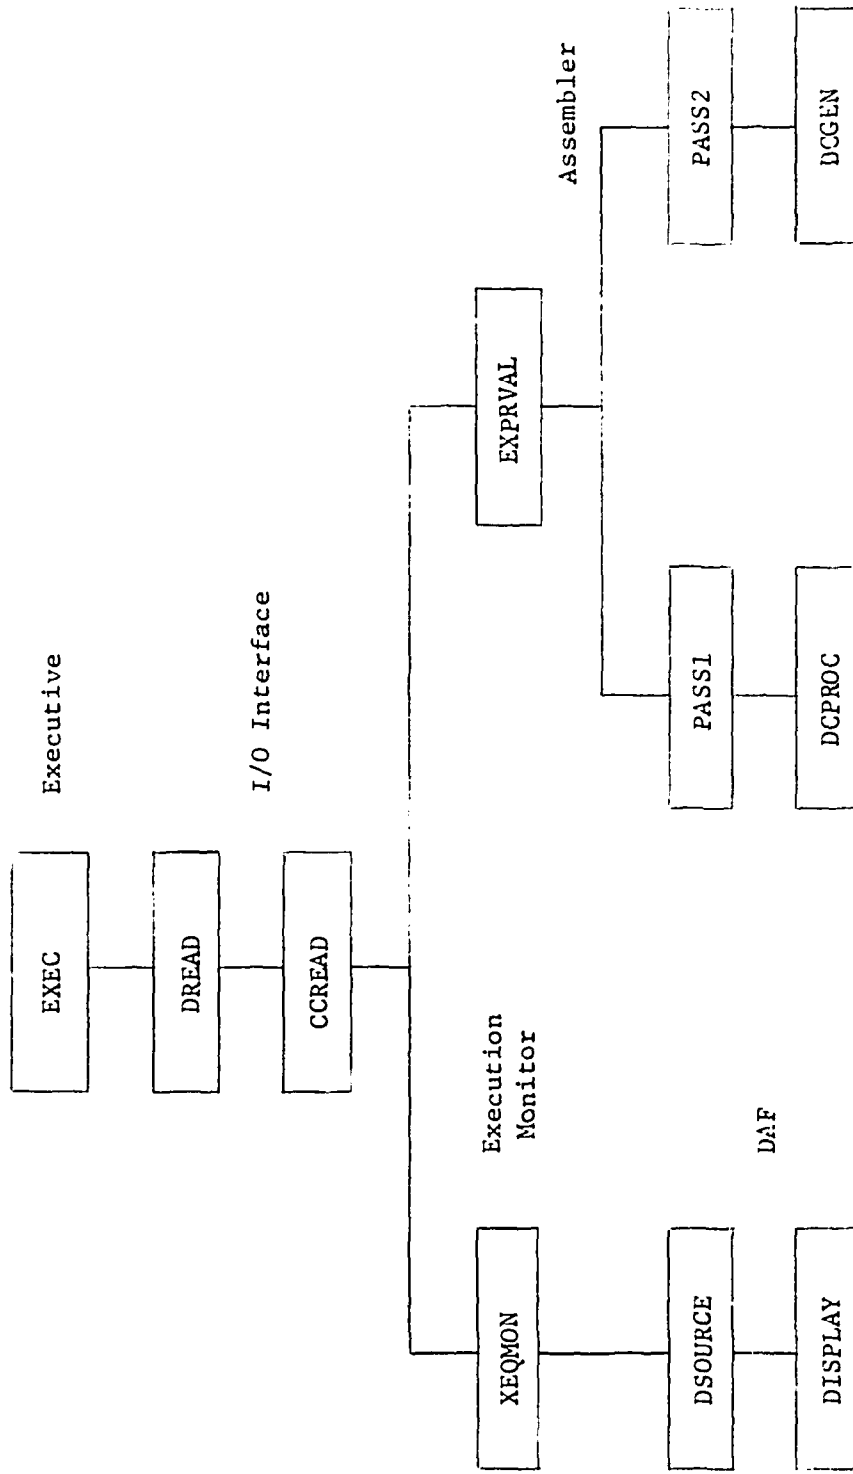 EXEC
Executive
DREAD
I/O Interface
CCREAD
XEQMON
Execution
Monitor
EXPRVAL
Assembler
DSOURCE
DAF
DISPLAY
PASS1
PASS2
DCPROC
DCGEN